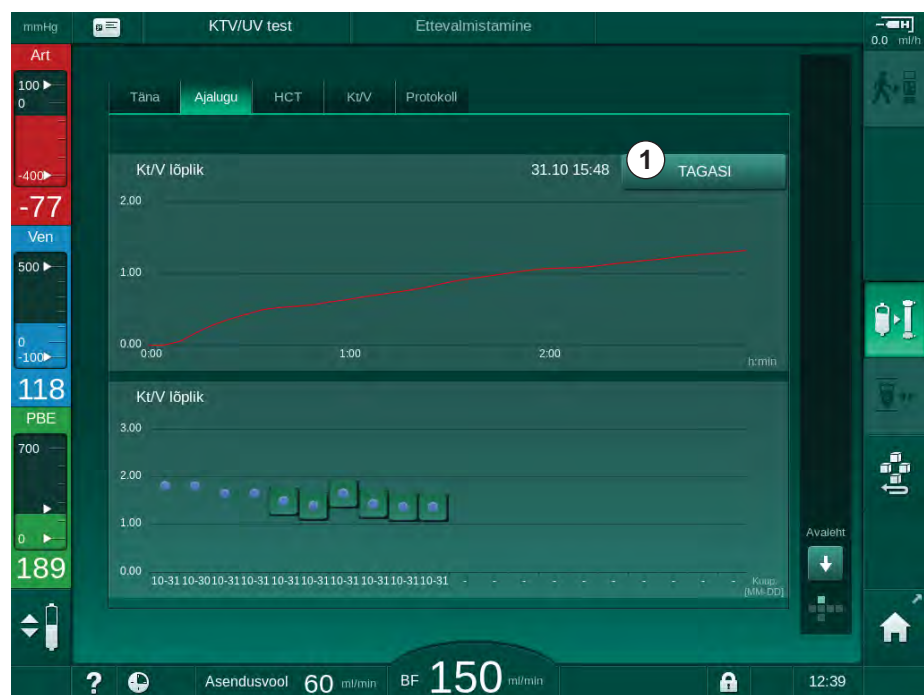 mmHg
KTV/UV test
Ettevalmistamine
0.0 ml/h
Art
100
0
-400
-77
Ven
500
0
-100
118
PBE
700
0
189
Täna
Ajalugu
HCT
Kt/V
Protokoll
Kt/V lõplik
31.10 15:48
1
TAGASI
2.00
1.00
0.00
0:00
1:00
2:00
h:min
Kt/V lõplik
3.00
2.00
1.00
0.00
10-31 10-30 10-31 10-31 10-31 10-31 10-31 10-31 10-31 10-31 - - - - - - - - - -
Kuup.
[MM-DD]
Avaleht
?
Asendusvool 60 ml/min
BF 150 ml/min
12:39